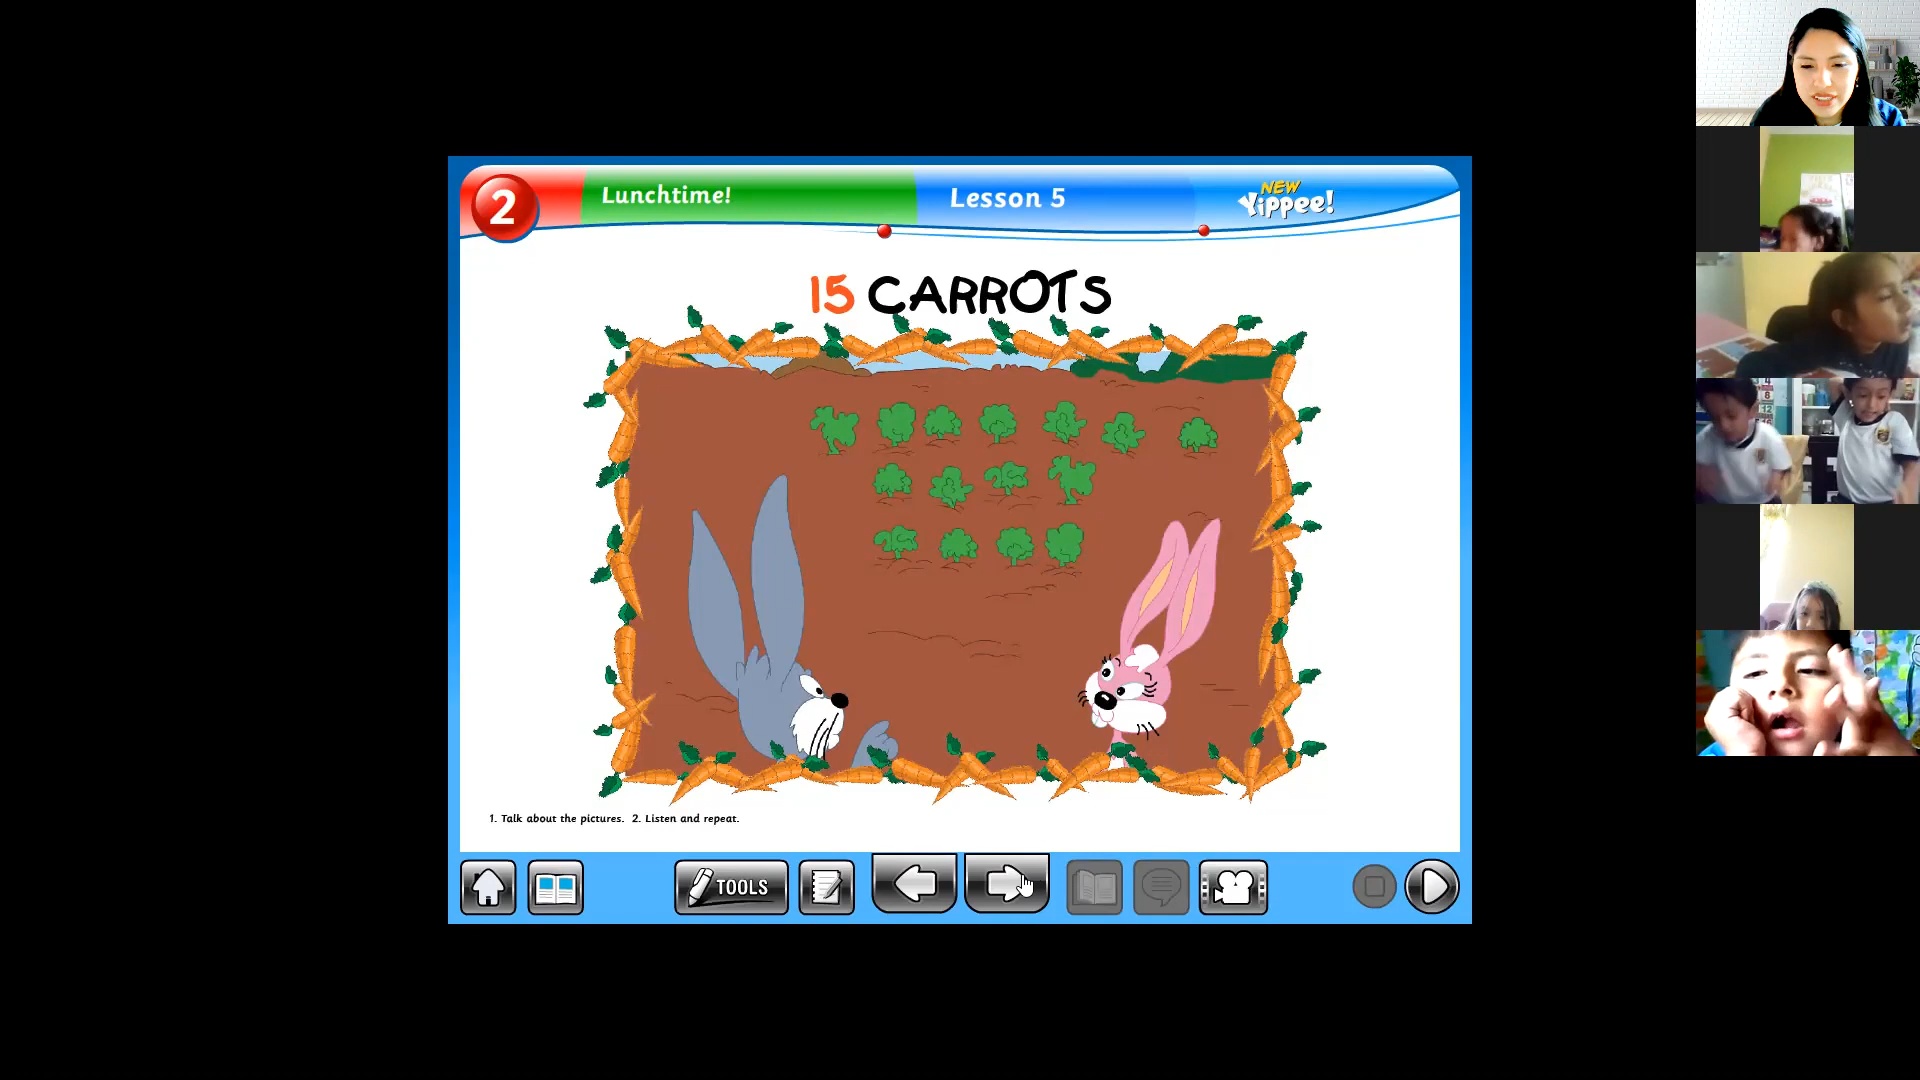 2
Lunchtime!
Lesson 5
NEW
Yippee!
15 CARROTS
1. Talk about the pictures. 2. Listen and repeat.
TOOLS